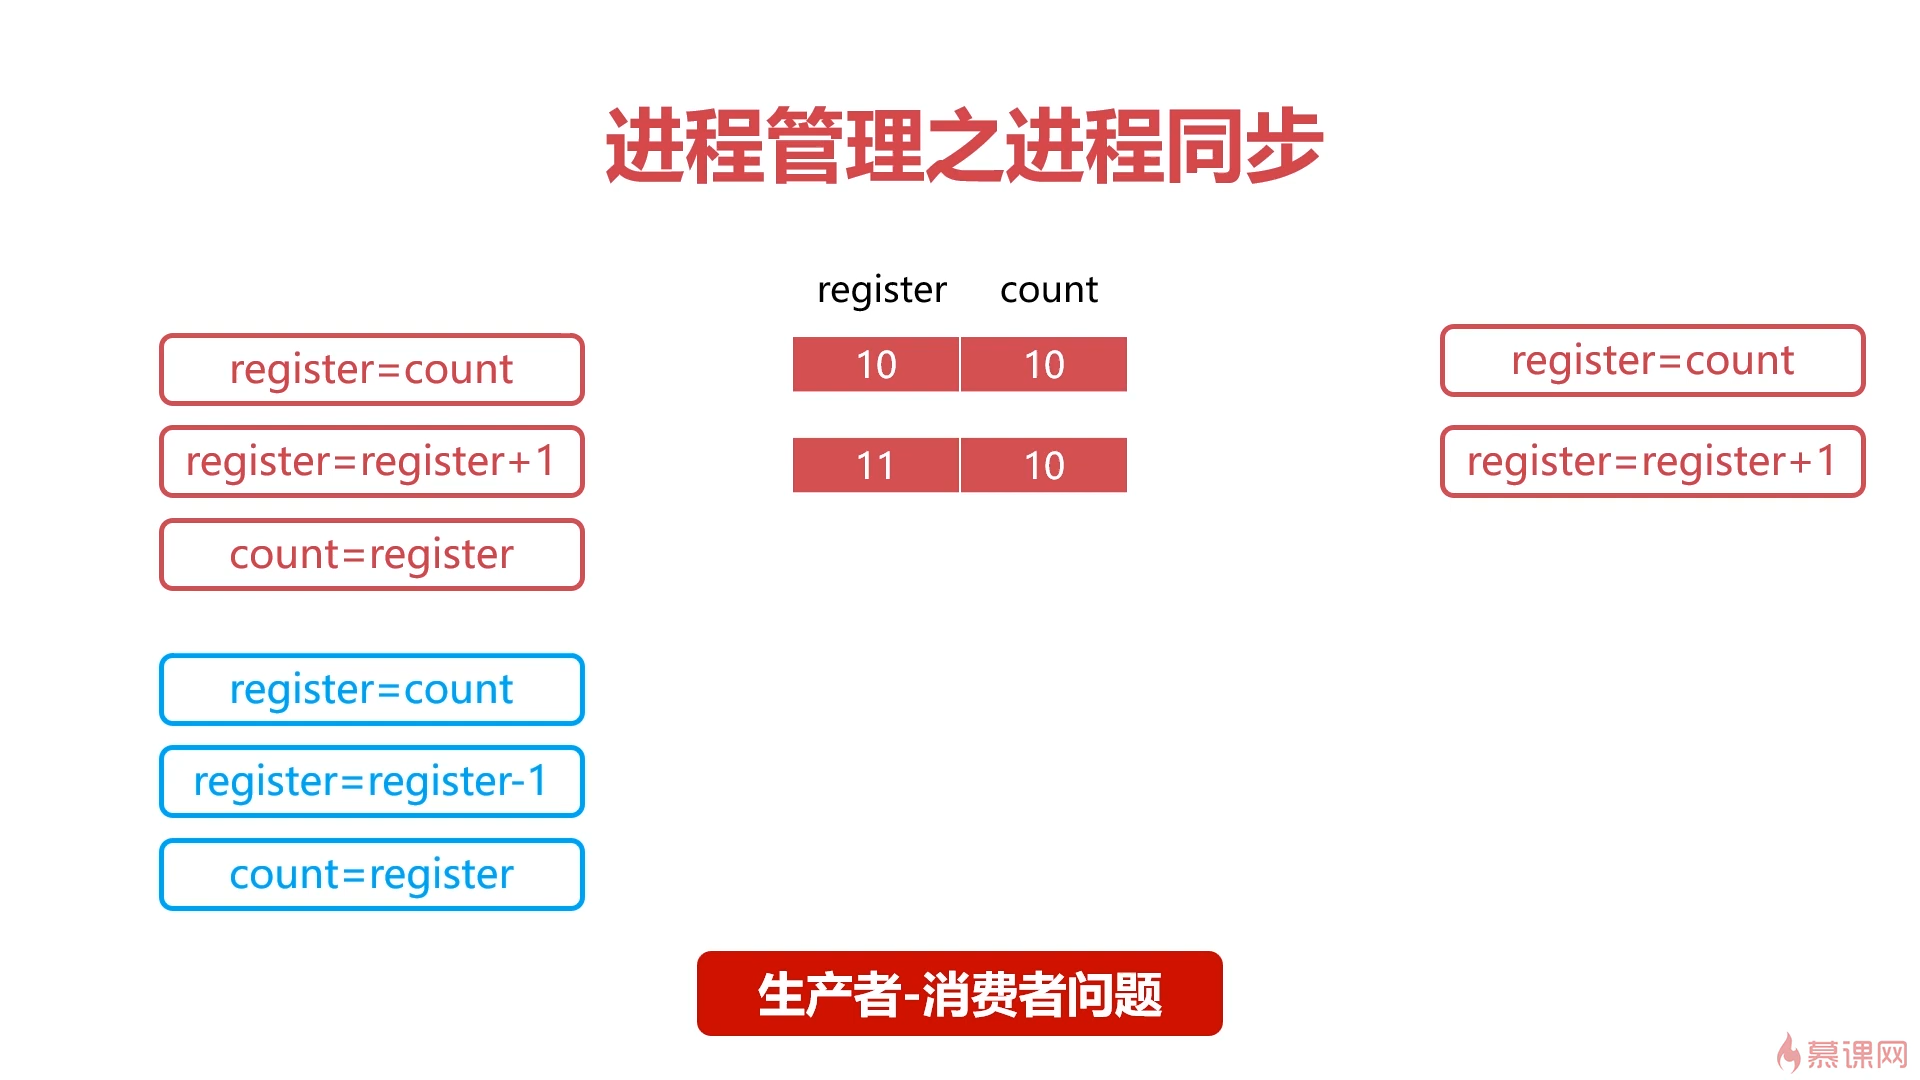 进程管理之进程同步
register count
register=count
10 10
register=count
register=register+1
11 10
register=register+1
count=register
register=count
register=register-1
count=register
生产者-消费者问题
慕课网